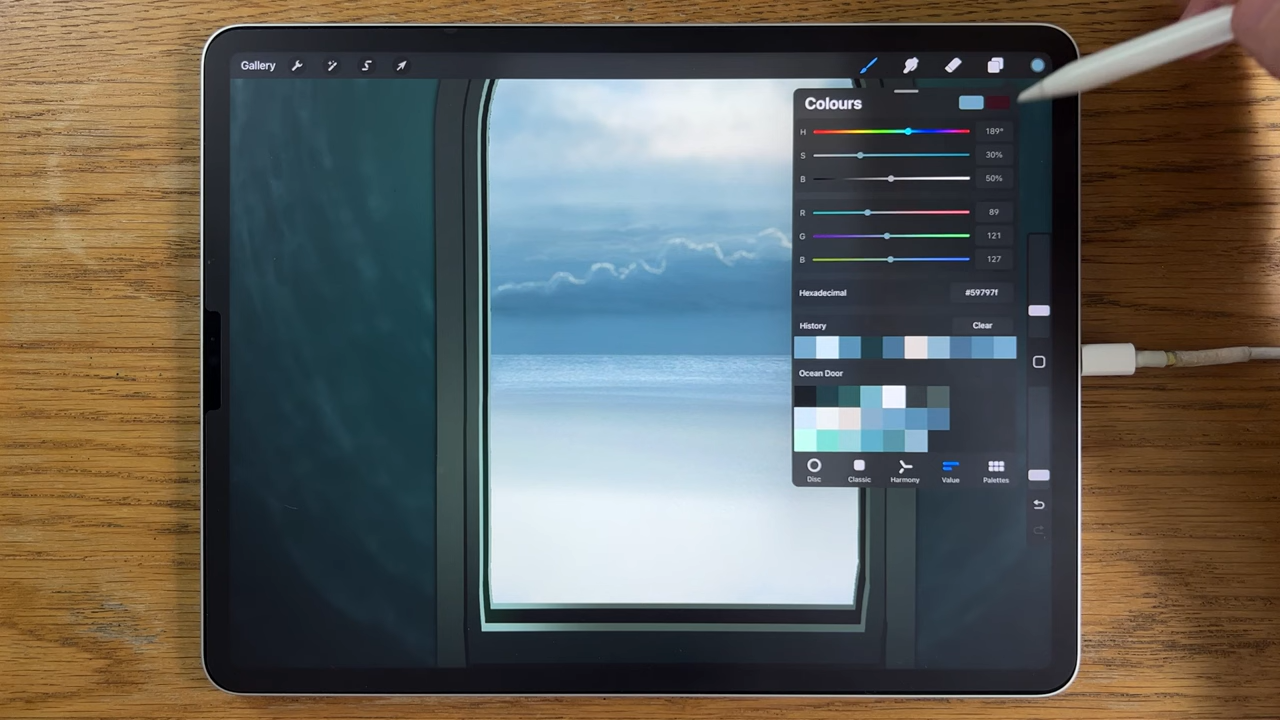 Gallery
Colours
H 189°
S 30%
B 50%
R 89
G 121
B 127
Hexadecimal #59797f
History Clear
Ocean Door
Disc Classic Harmony Value Palettes